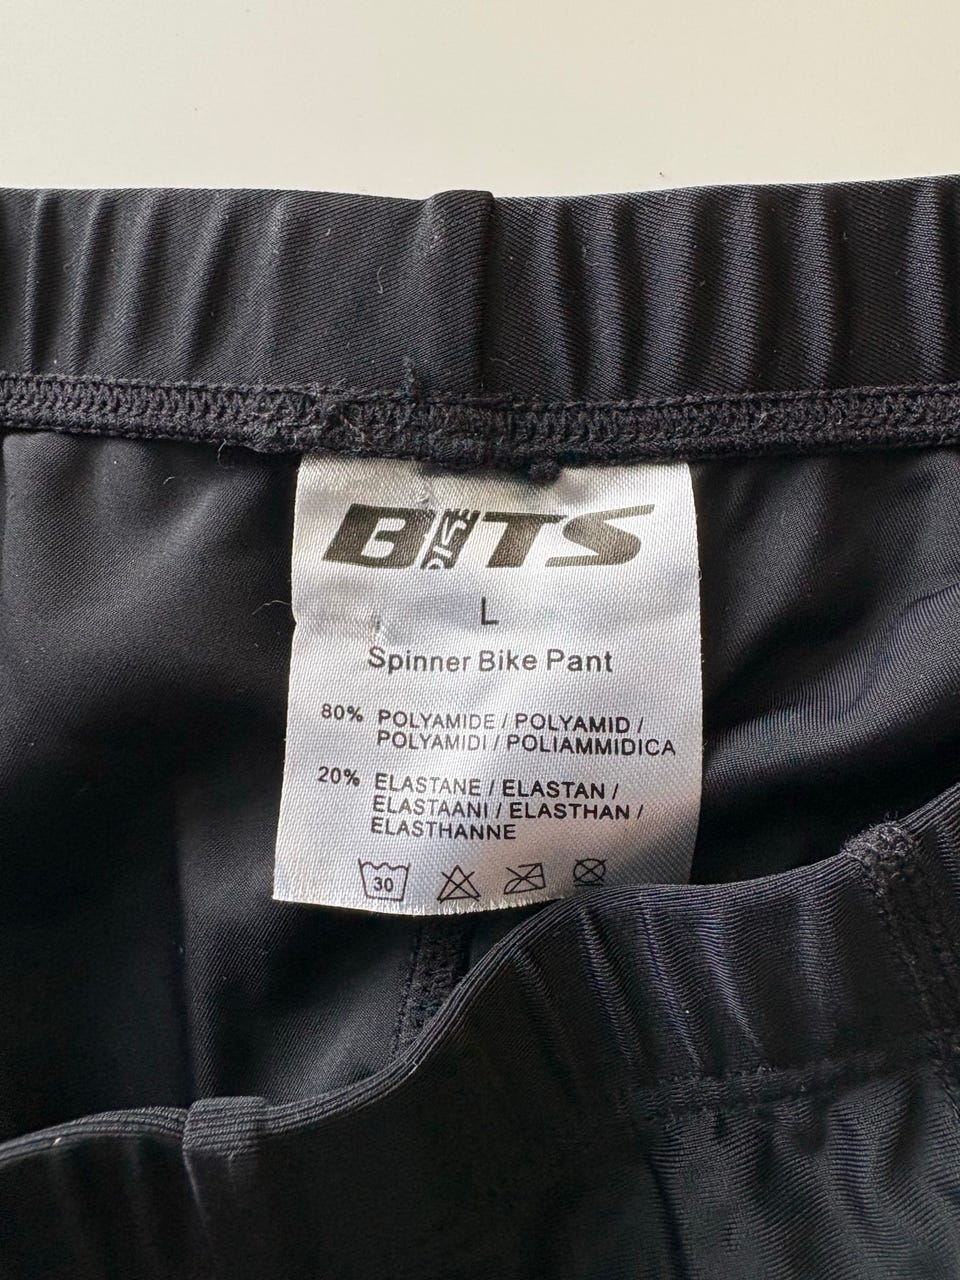 BITS
L
Spinner Bike Pant
80% POLYAMIDE / POLYAMID /
POLYAMIDI / POLIAMMIDICA
20% ELASTANE / ELASTAN /
ELASTAANI / ELASTHAN /
ELASTHANNE
30